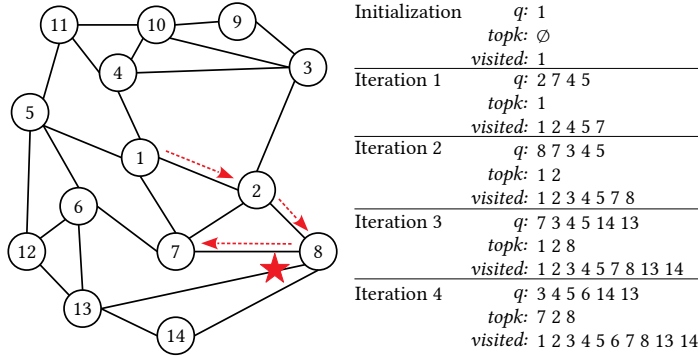 11
10
9
4
3
5
1
2
6
7
8
12
13
14
Initialization q: 1
topk: ∅
visited: 1
Iteration 1 q: 2 7 4 5
topk: 1
visited: 1 2 4 5 7
Iteration 2 q: 8 7 3 4 5
topk: 1 2
visited: 1 2 3 4 5 7 8
Iteration 3 q: 7 3 4 5 14 13
topk: 1 2 8
visited: 1 2 3 4 5 7 8 13 14
Iteration 4 q: 3 4 5 6 14 13
topk: 7 2 8
visited: 1 2 3 4 5 6 7 8 13 14